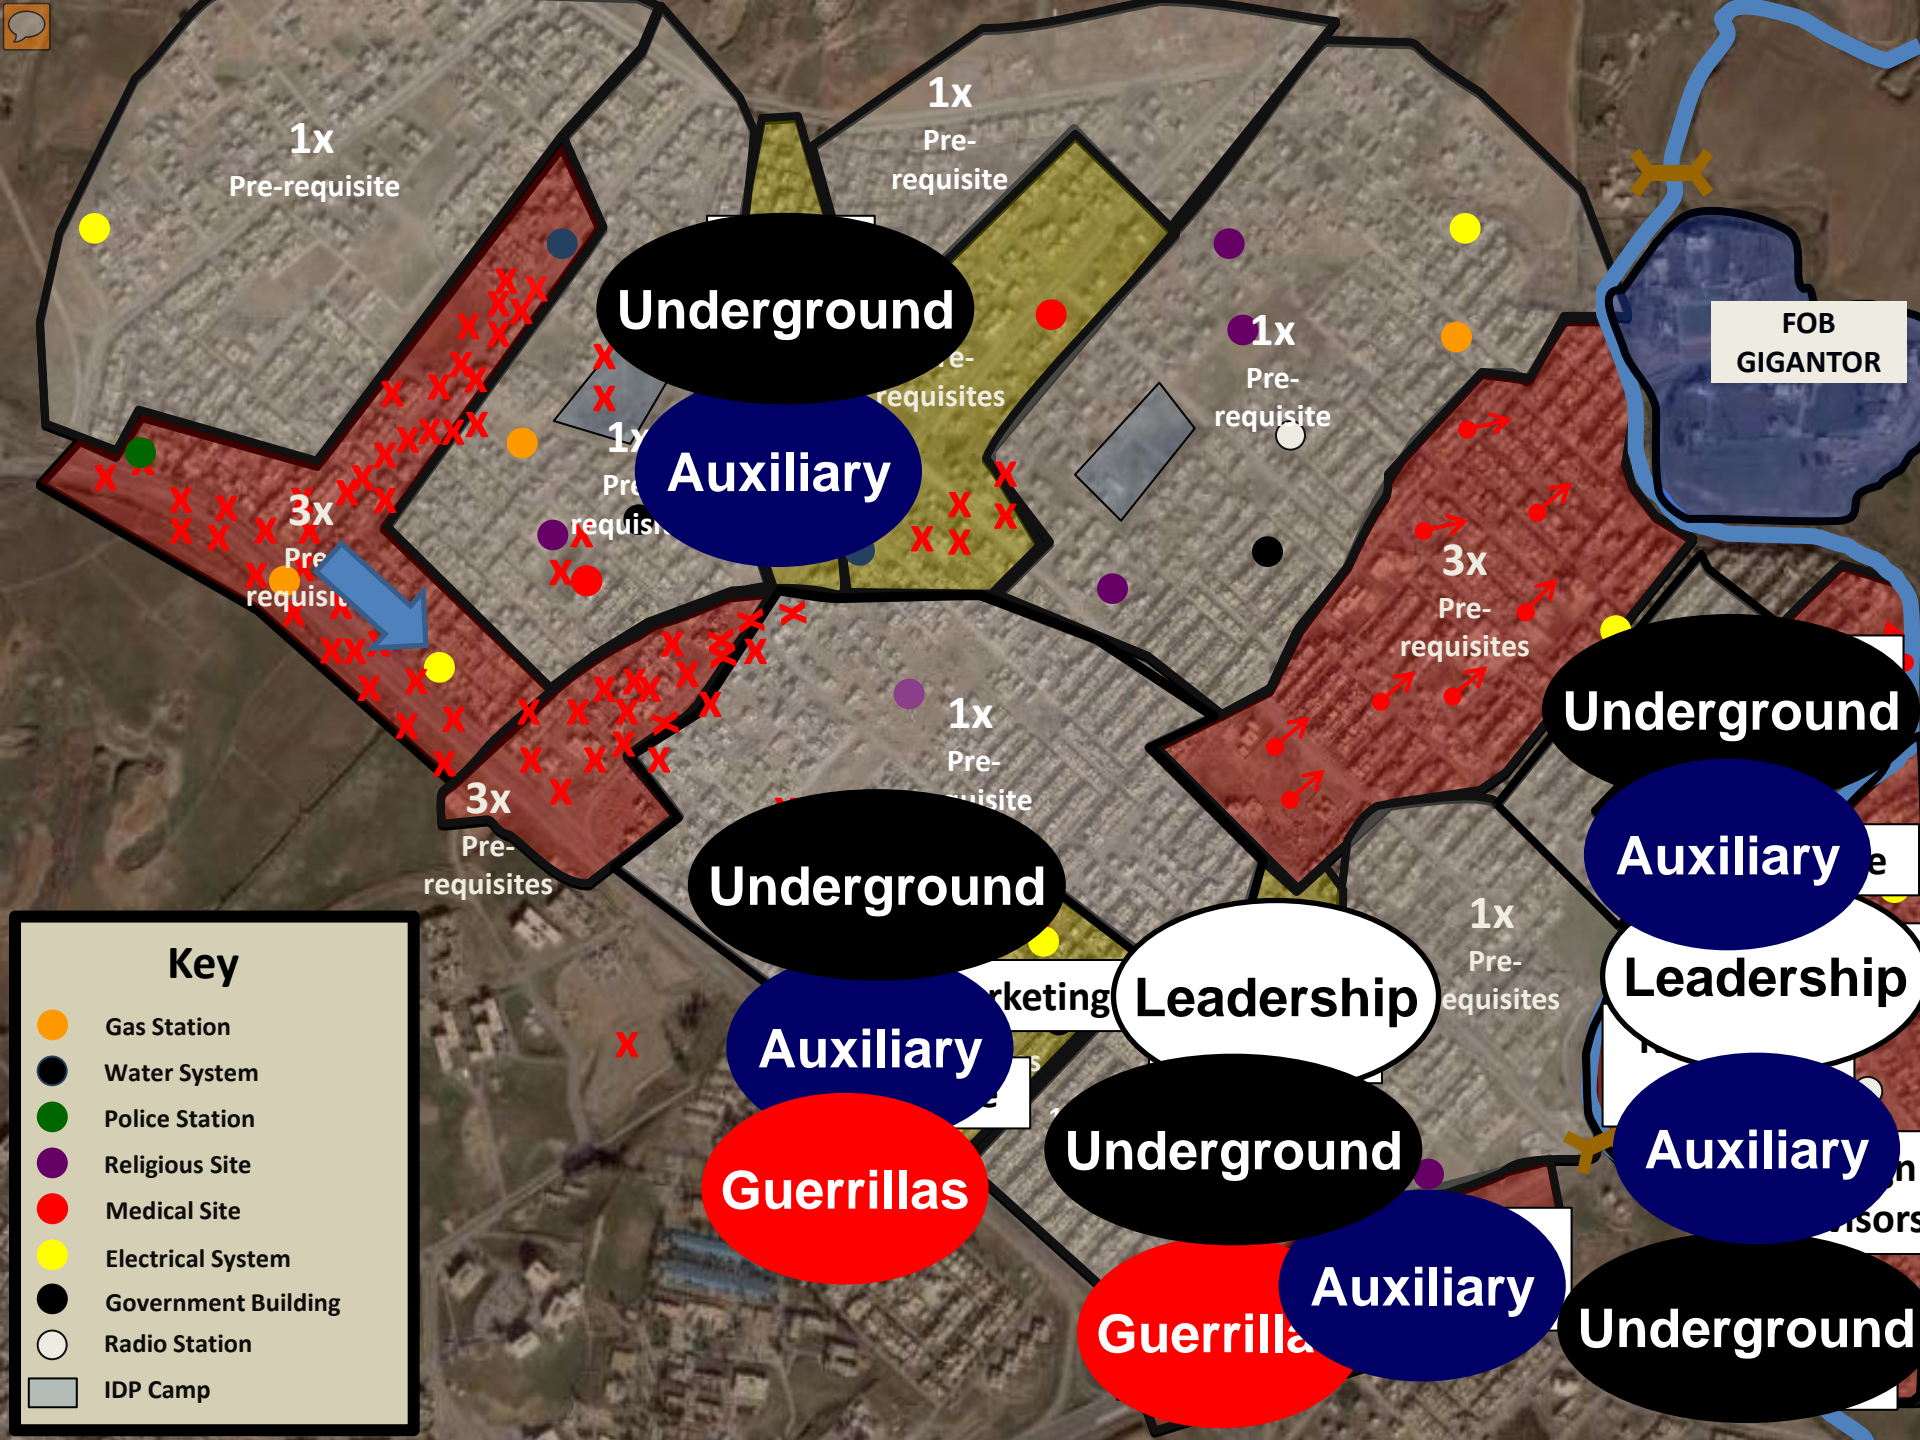 1x
Pre-requisite
1x
Pre-
requisite
Underground
requisites
Auxiliary
1x
Pre-
requisite
FOB
GIGANTOR
3x
1x
3x
Pre-
requisites
1x
Pre-
Underground
Auxiliary
Leadership
3x
Pre-
requisites
Underground
Auxiliary
Guerrillas
Leadership
1x
Pre-
Underground
Auxiliary
Auxiliary
Underground
Key
Gas Station
Water System
Police Station
Religious Site
Medical Site
Electrical System
Government Building
Radio Station
IDP Camp
X